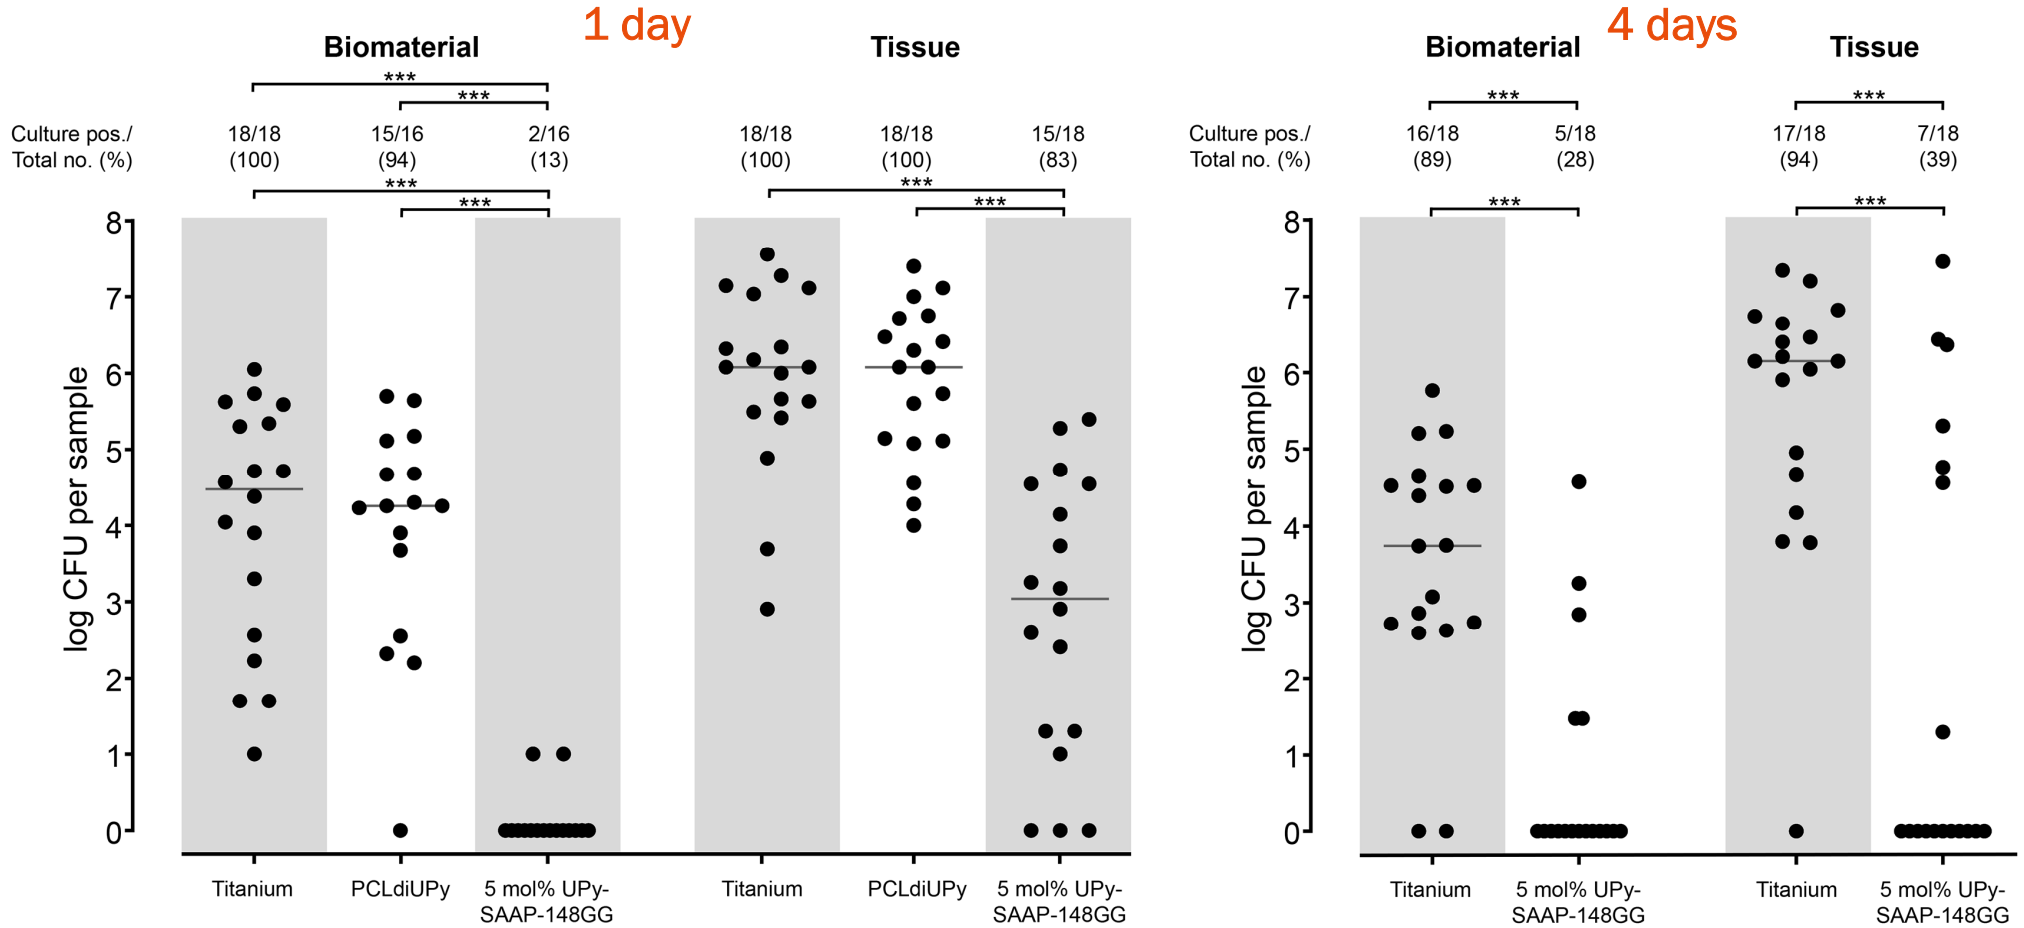 1 day
4 days
Biomaterial
Tissue
Biomaterial
Tissue
***
***
***
***
Culture pos./
18/18
15/16
2/16
18/18
18/18
15/18
Culture pos./
16/18
5/18
17/18
7/18
Total no. (%)
(100)
(94)
(13)
(100)
(100)
(83)
Total no. (%)
(89)
(28)
(94)
(39)
***
***
***
***
***
***
log CFU per sample
8
7
6
5
4
3
2
1
0
log CFU per sample
8
7
6
5
4
3
2
1
0
Titanium
PCLdiUPy
5 mol% UPy-
SAAP-148GG
Titanium
PCLdiUPy
5 mol% UPy-
SAAP-148GG
Titanium
5 mol% UPy-
SAAP-148GG
Titanium
5 mol% UPy-
SAAP-148GG